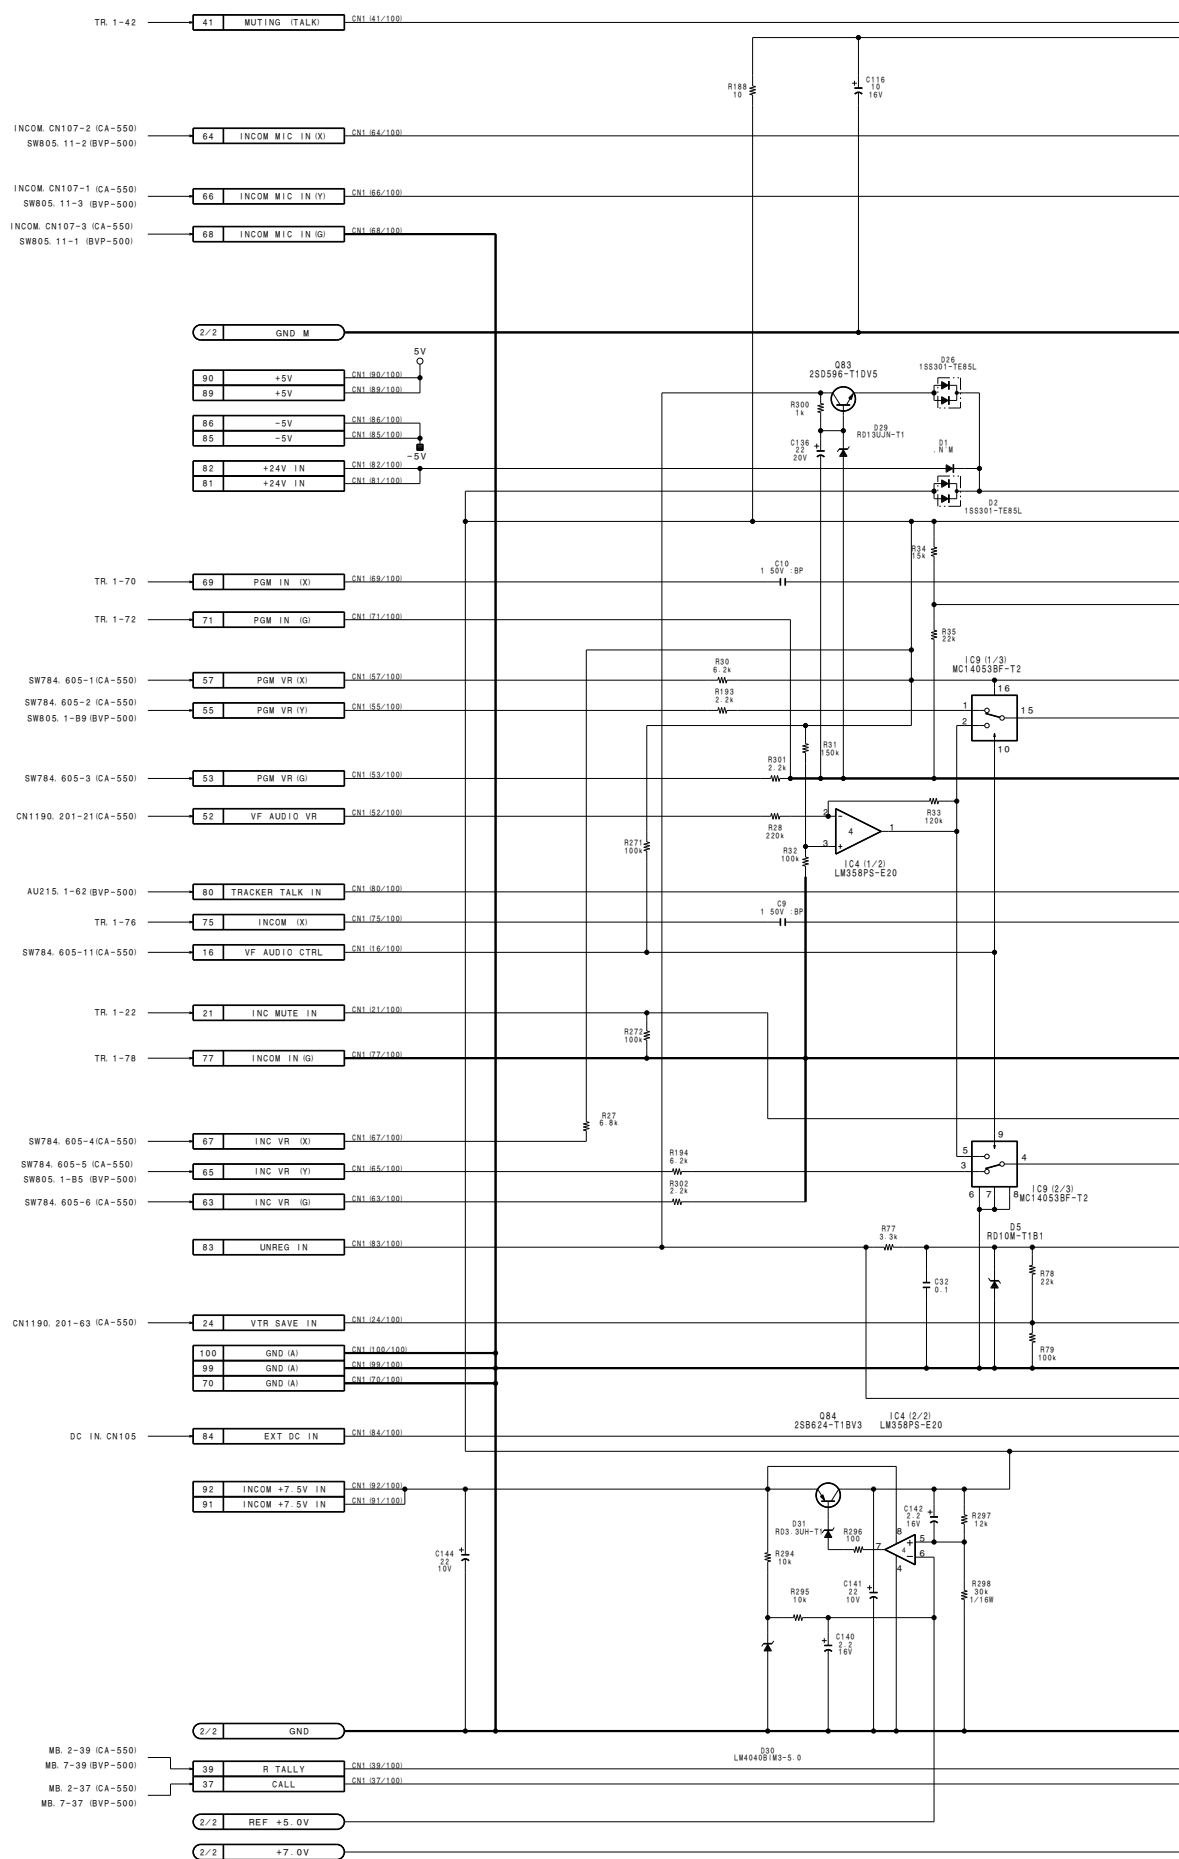 TR. 1-42
41 MUTING (TALK) CN1 (41/100)
R188
10
C116
10
16V
INCOM. CN107-2 (CA-550)
SW805. 11-2 (BVP-500)
64 INCOM MIC IN (X) CN1 (64/100)
INCOM. CN107-1 (CA-550)
SW805. 11-3 (BVP-500)
66 INCOM MIC IN (Y) CN1 (66/100)
INCOM. CN107-3 (CA-550)
SW805. 11-1 (BVP-500)
68 INCOM MIC IN (G) CN1 (68/100)
2/2 GND M
5V
90 +5V CN1 (90/100)
89 +5V CN1 (89/100)
86 -5V CN1 (86/100)
85 -5V CN1 (85/100)
-5V
82 +24V IN CN1 (82/100)
81 +24V IN CN1 (81/100)
Q83
2SD596-T1DV5
D26
1SS301-TE85L
R300
1k
D29
RD13UJN-T1
C136
22
20V
D1
.N'M
D2
1SS301-TE85L
R34
15k
C10
1 50V :BP
TR. 1-70
69 PGM IN (X) CN1 (69/100)
TR. 1-72
71 PGM IN (G) CN1 (71/100)
R35
22k
IC9 (1/3)
MC14053BF-T2
16
1
2
15
10
SW784. 605-1(CA-550)
57 PGM VR (X) CN1 (57/100)
R30
6.2k
SW784. 605-2 (CA-550)
SW805. 1-B9 (BVP-500)
55 PGM VR (Y) CN1 (55/100)
R193
2.2k
R31
150k
R301
2.2k
SW784. 605-3 (CA-550)
53 PGM VR (G) CN1 (53/100)
CN1190. 201-21(CA-550)
52 VF AUDIO VR CN1 (52/100)
R28
220k
R33
120k
2
-
4
1
3
+
R271
100k
R32
100k
IC4 (1/2)
LM358PS-E20
AU215. 1-62 (BVP-500)
80 TRACKER TALK IN CN1 (80/100)
C9
1 50V :BP
TR. 1-76
75 INCOM (X) CN1 (75/100)
SW784. 605-11(CA-550)
16 VF AUDIO CTRL CN1 (16/100)
TR. 1-22
21 INC MUTE IN CN1 (21/100)
R272
100k
TR. 1-78
77 INCOM IN (G) CN1 (77/100)
R27
6.8k
SW784. 605-4(CA-550)
67 INC VR (X) CN1 (67/100)
SW784. 605-5 (CA-550)
SW805. 1-B5 (BVP-500)
65 INC VR (Y) CN1 (65/100)
R194
6.2k
R302
2.2k
SW784. 605-6 (CA-550)
63 INC VR (G) CN1 (63/100)
9
5
3
4
6 7 8
IC9 (2/3)
MC14053BF-T2
83 UNREG IN CN1 (83/100)
R77
3.3k
D5
RD10M-T1B1
C32
0.1
R78
22k
CN1190. 201-63 (CA-550)
24 VTR SAVE IN CN1 (24/100)
R79
100k
100 GND (A) CN1 (100/100)
99 GND (A) CN1 (99/100)
70 GND (A) CN1 (70/100)
Q84
2SB624-T1BV3
IC4 (2/2)
LM358PS-E20
DC IN. CN105
84 EXT DC IN CN1 (84/100)
92 INCOM +7.5V IN CN1 (92/100)
91 INCOM +7.5V IN CN1 (91/100)
D31
RD3.3UH-T1
R296
100
C142
2.2
16V
R297
12k
8
5
+
7
4
-
6
4
C144
22
10V
R294
10k
R295
10k
C141
22
10V
R298
30k
1/16W
C140
2.2
16V
2/2 GND
D30
LM4040BIM3-5.0
MB. 2-39 (CA-550)
MB. 7-39 (BVP-500)
39 R TALLY CN1 (39/100)
MB. 2-37 (CA-550)
MB. 7-37 (BVP-500)
37 CALL CN1 (37/100)
2/2 REF +5.0V
2/2 +7.0V